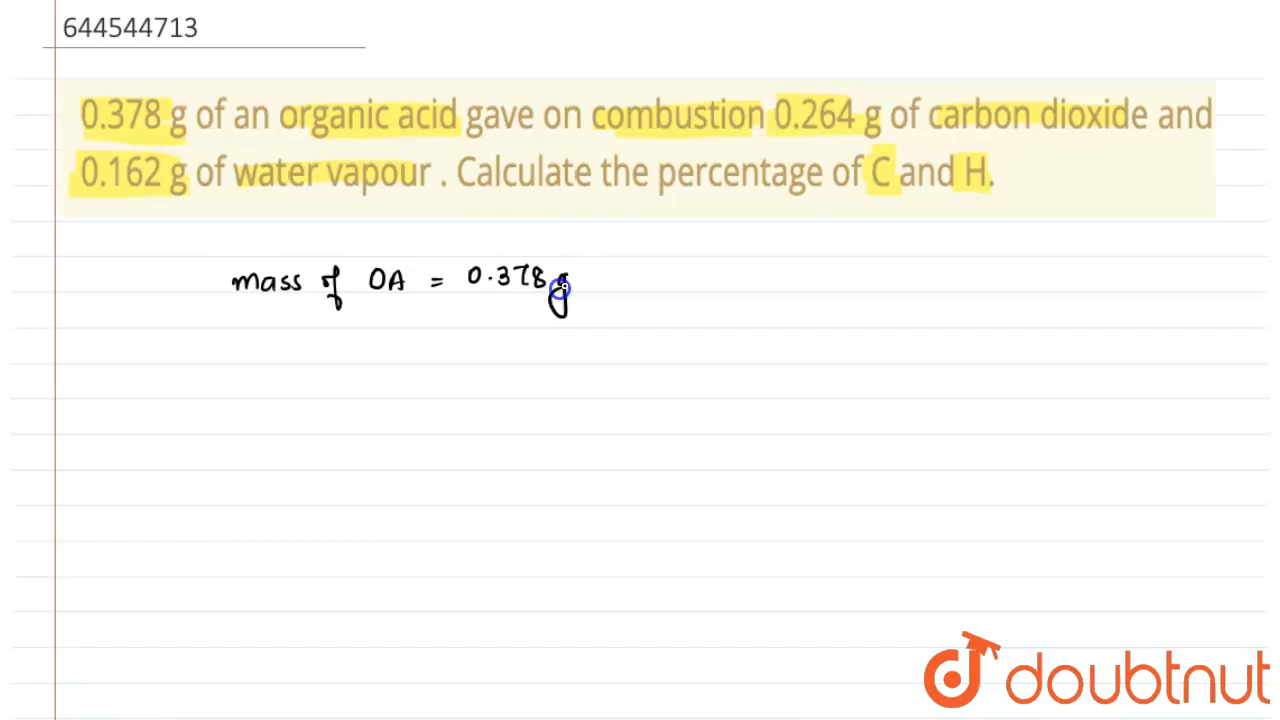 644544713
0.378 g of an organic acid gave on combustion 0.264 g of carbon dioxide and
0.162 g of water vapour . Calculate the percentage of C and H.
mass of OA = 0.378 g
doubtnut